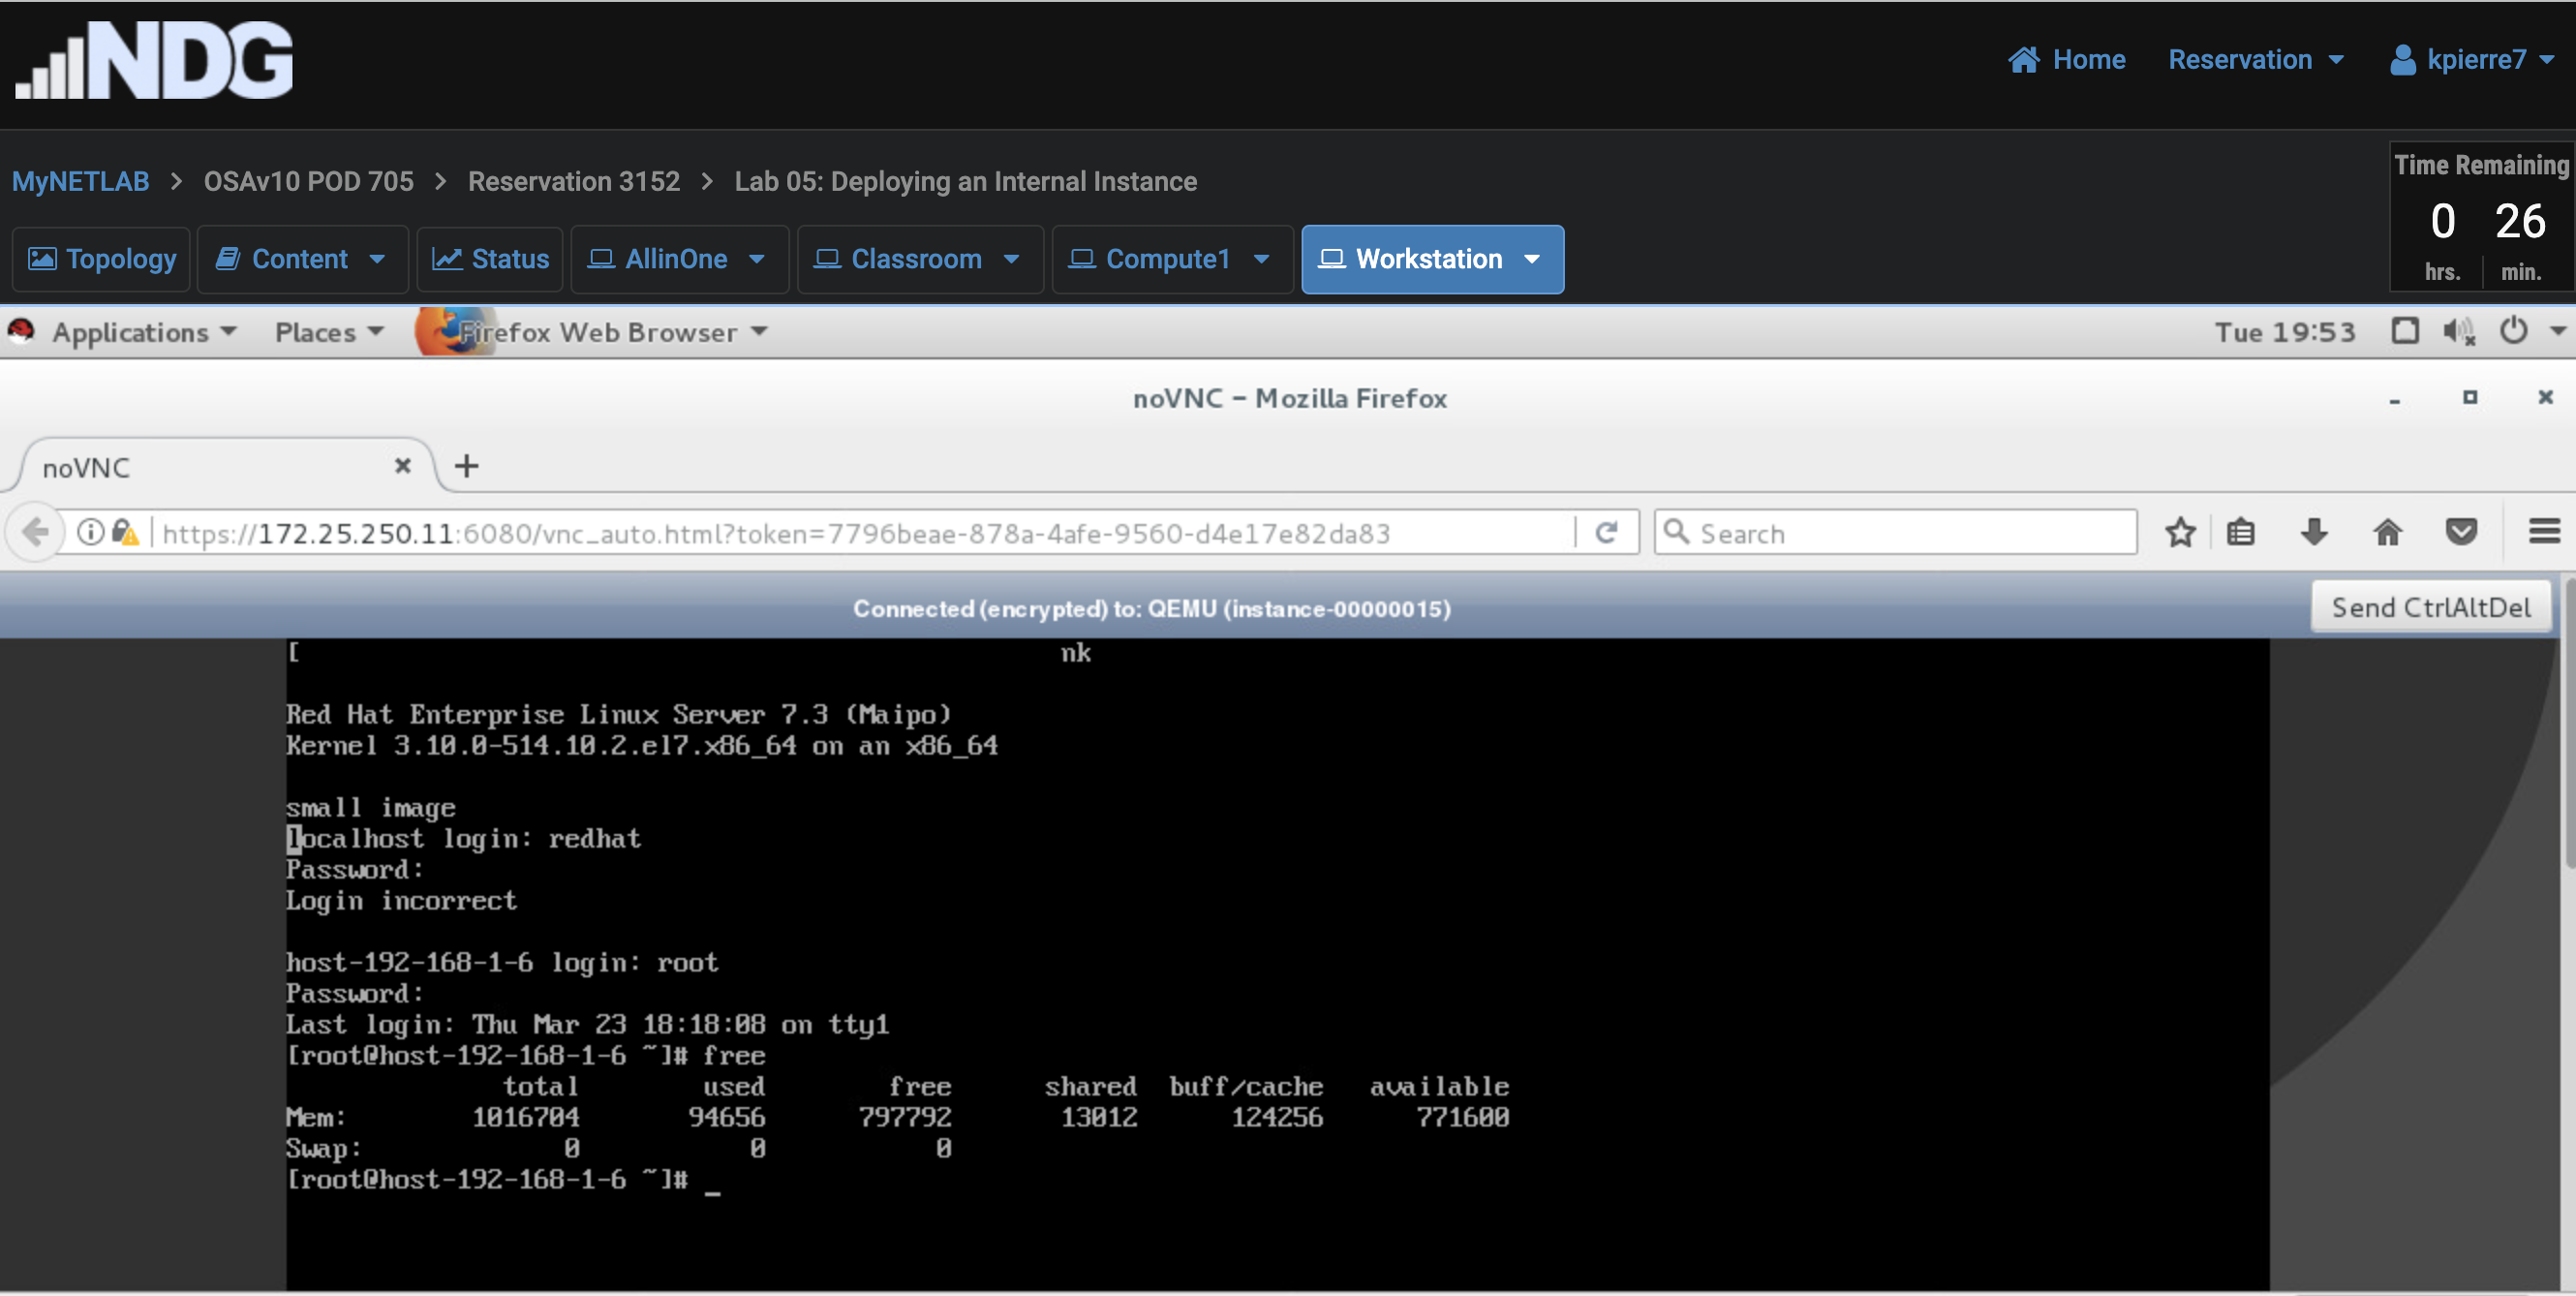 NDG
Home Reservation kpierre7
MyNETLAB > OSAv10 POD 705 > Reservation 3152 > Lab 05: Deploying an Internal Instance
Time Remaining
0 26
hrs. min.
Topology Content Status AllinOne Classroom Compute1 Workstation
Applications Places Firefox Web Browser Tue 19:53
noVNC - Mozilla Firefox
noVNC
https://172.25.250.11:6080/vnc_auto.html?token=7796beae-878a-4afe-9560-d4e17e82da83 Search
Connected (encrypted) to: QEMU (instance-00000015) Send CtrlAltDel
[ nk
Red Hat Enterprise Linux Server 7.3 (Maipo)
Kernel 3.10.0-514.10.2.el7.x86_64 on an x86_64
small image
localhost login: redhat
Password:
Login incorrect
host-192-168-1-6 login: root
Password:
Last login: Thu Mar 23 18:18:08 on tty1
[root@host-192-168-1-6 ~]# free
total used free shared buff/cache available
Mem: 1016704 94656 797792 13012 124256 771600
Swap: 0 0 0
[root@host-192-168-1-6 ~]# _